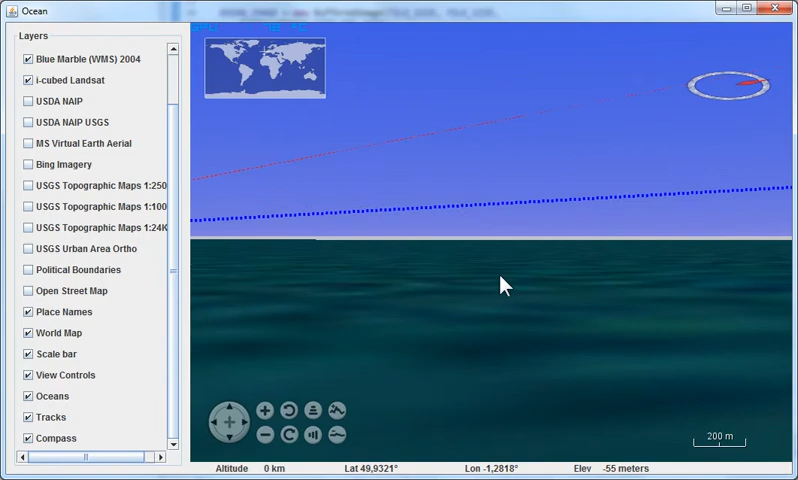 Ocean
Layers
Blue Marble (WMS) 2004
i-cubed Landsat
USDA NAIP
USDA NAIP USGS
MS Virtual Earth Aerial
Bing Imagery
USGS Topographic Maps 1:250
USGS Topographic Maps 1:100
USGS Topographic Maps 1:24K
USGS Urban Area Ortho
Political Boundaries
Open Street Map
Place Names
World Map
Scale bar
View Controls
Oceans
Tracks
Compass
200 m
Altitude 0 km Lat 49,9321° Lon -1,2818° Elev -55 meters